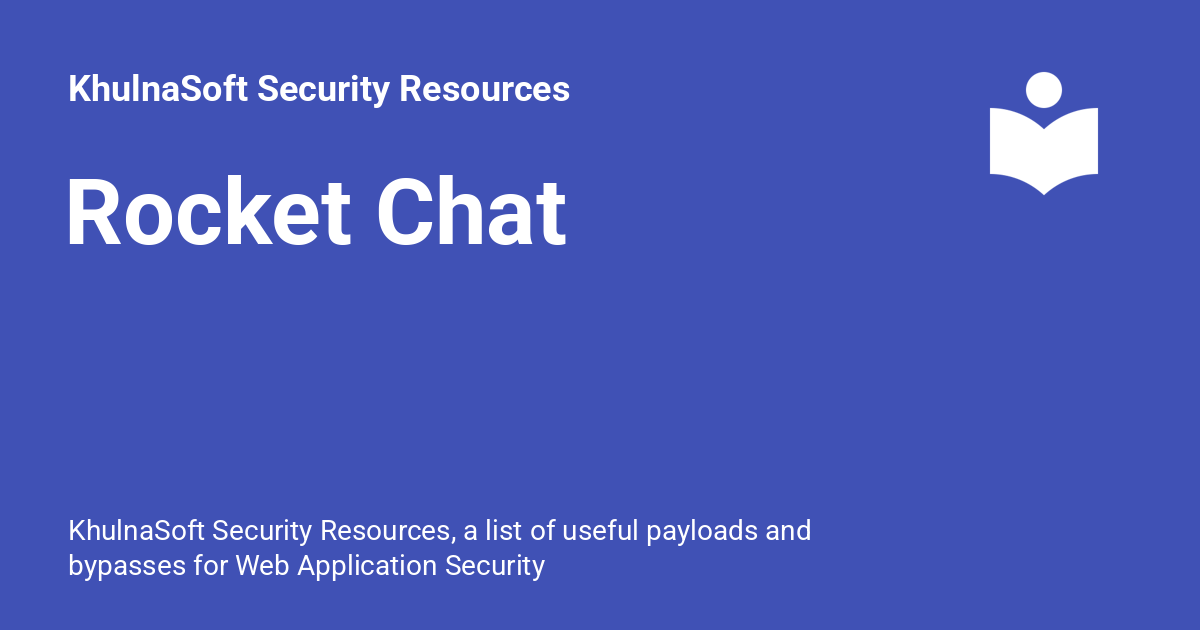 KhulnaSoft Security Resources
Rocket Chat
KhulnaSoft Security Resources, a list of useful payloads and
bypasses for Web Application Security